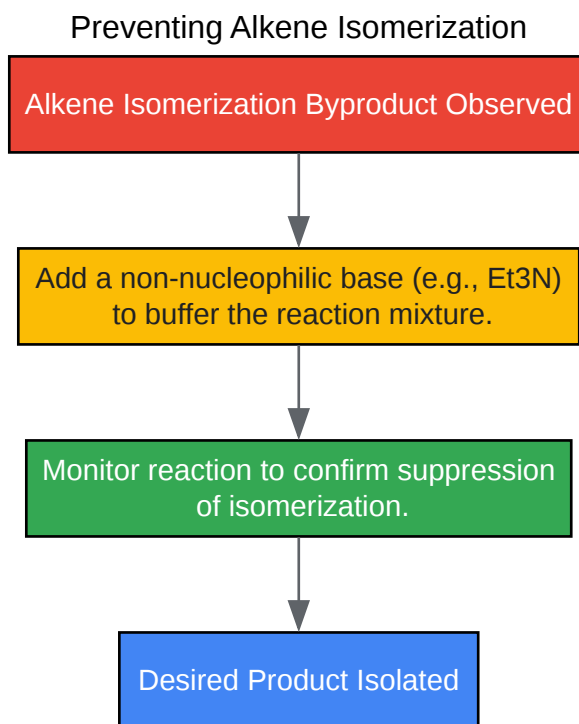 Preventing Alkene Isomerization
Alkene Isomerization Byproduct Observed
Add a non-nucleophilic base (e.g., Et3N)
to buffer the reaction mixture.
Monitor reaction to confirm suppression
of isomerization.
Desired Product Isolated